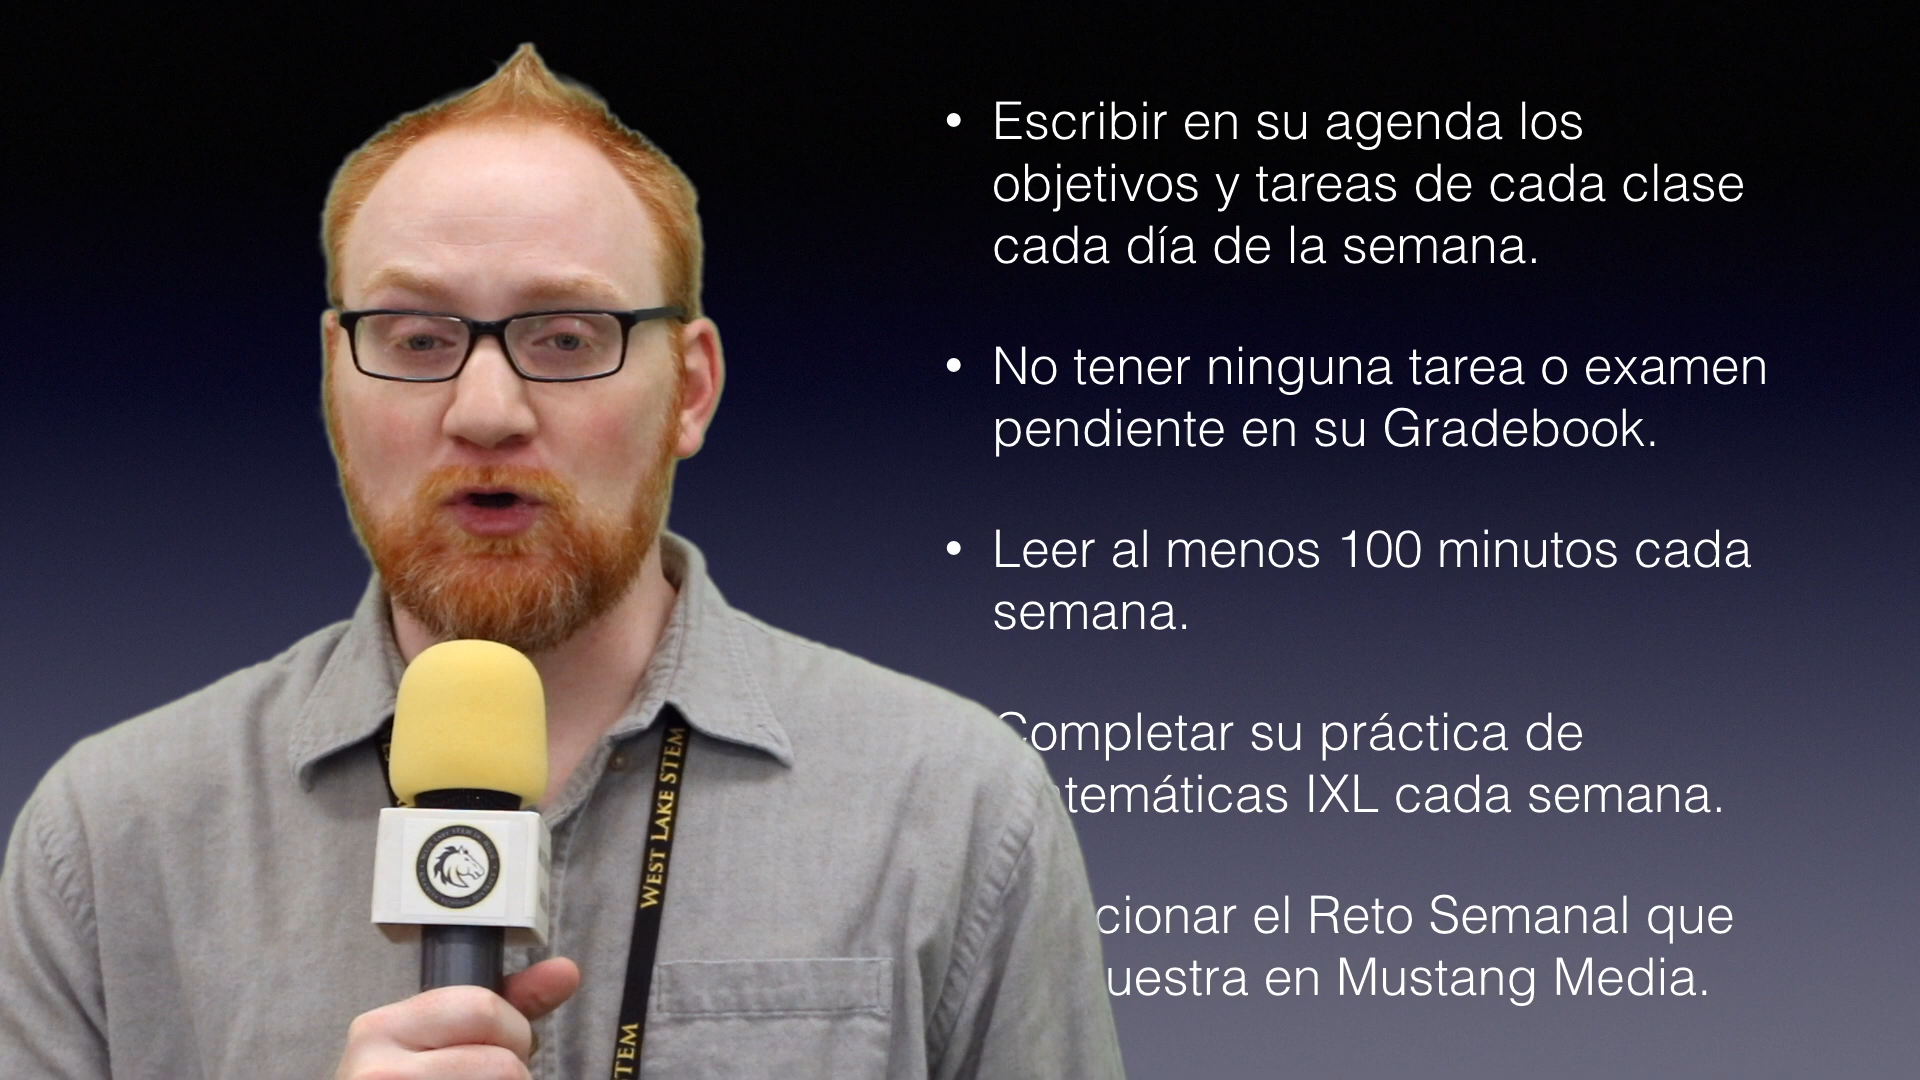 Escribir en su agenda los
objetivos y tareas de cada clase
cada día de la semana.
No tener ninguna tarea o examen
pendiente en su Gradebook.
Leer al menos 100 minutos cada
semana.
Completar su práctica de
temáticas IXL cada semana.
cionar el Reto Semanal que
uestra en Mustang Media.
WEST LAKE STEM
STEM